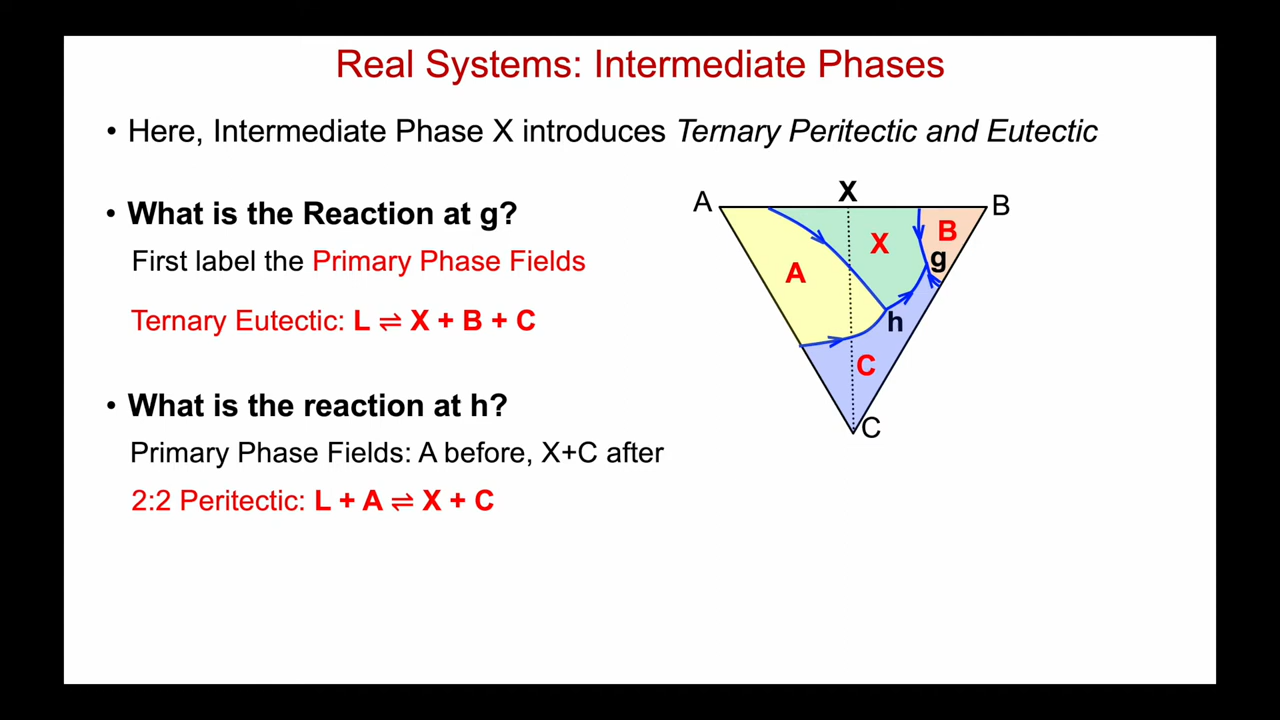 Real Systems: Intermediate Phases
• Here, Intermediate Phase X introduces Ternary Peritectic and Eutectic
• What is the Reaction at g?
First label the Primary Phase Fields
Ternary Eutectic: L ⇌ X + B + C
• What is the reaction at h?
Primary Phase Fields: A before, X+C after
2:2 Peritectic: L + A ⇌ X + C
X
A
B
B
X
g
A
h
C
C